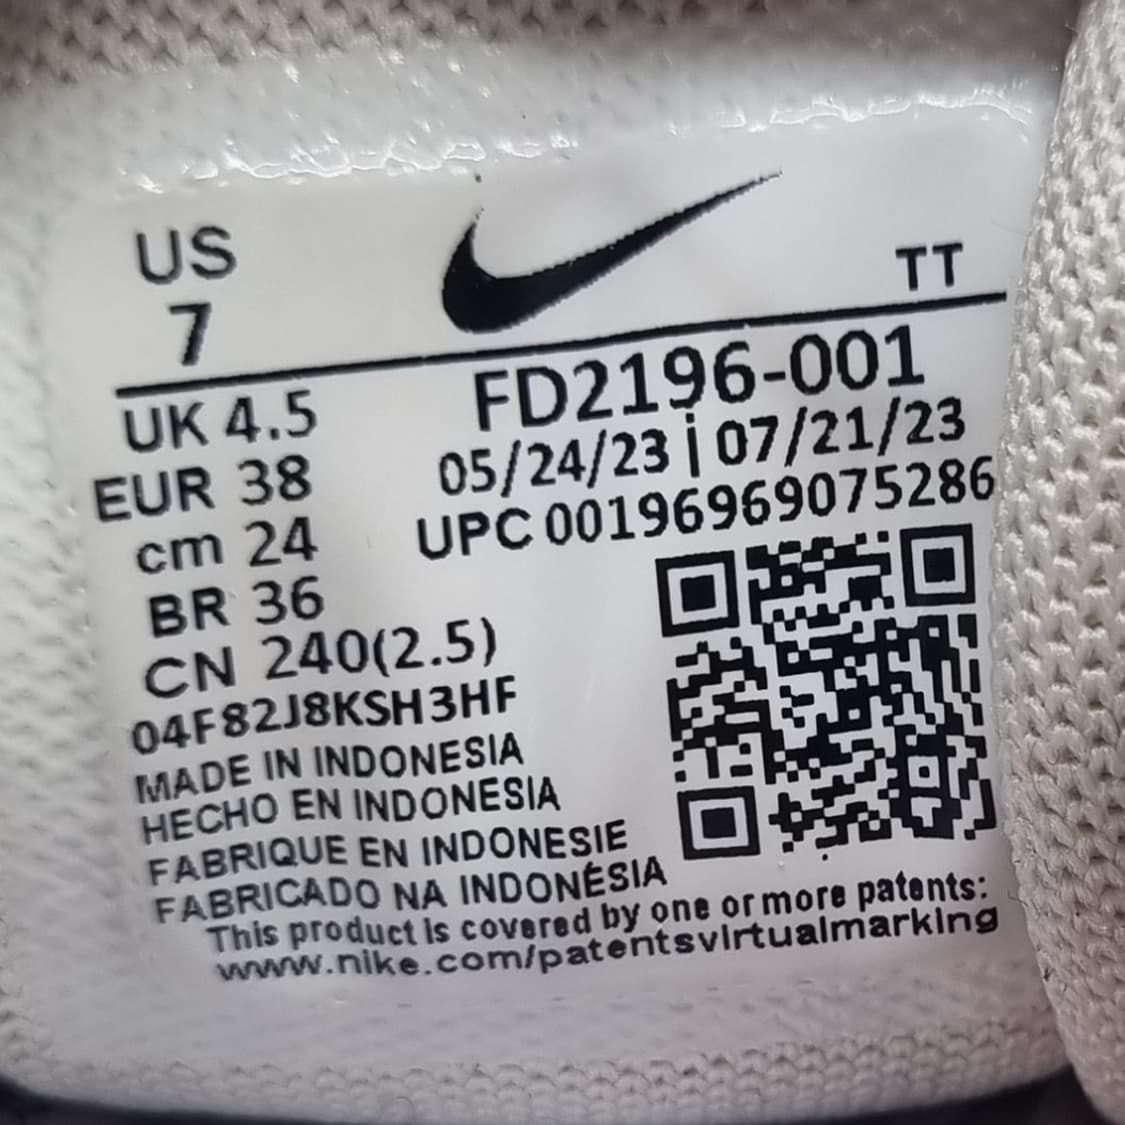 US
7
TT
UK 4.5
EUR 38
cm 24
BR 36
CN 240(2.5)
FD2196-001
05/24/23 | 07/21/23
UPC 00196969075286
04F82J8KSH3HF
MADE IN INDONESIA
HECHO EN INDONESIA
FABRIQUE EN INDONESIE
FABRICADO NA INDONÉSIA
This product is covered by one or more patents:
www.nike.com/patentsvirtualmarking